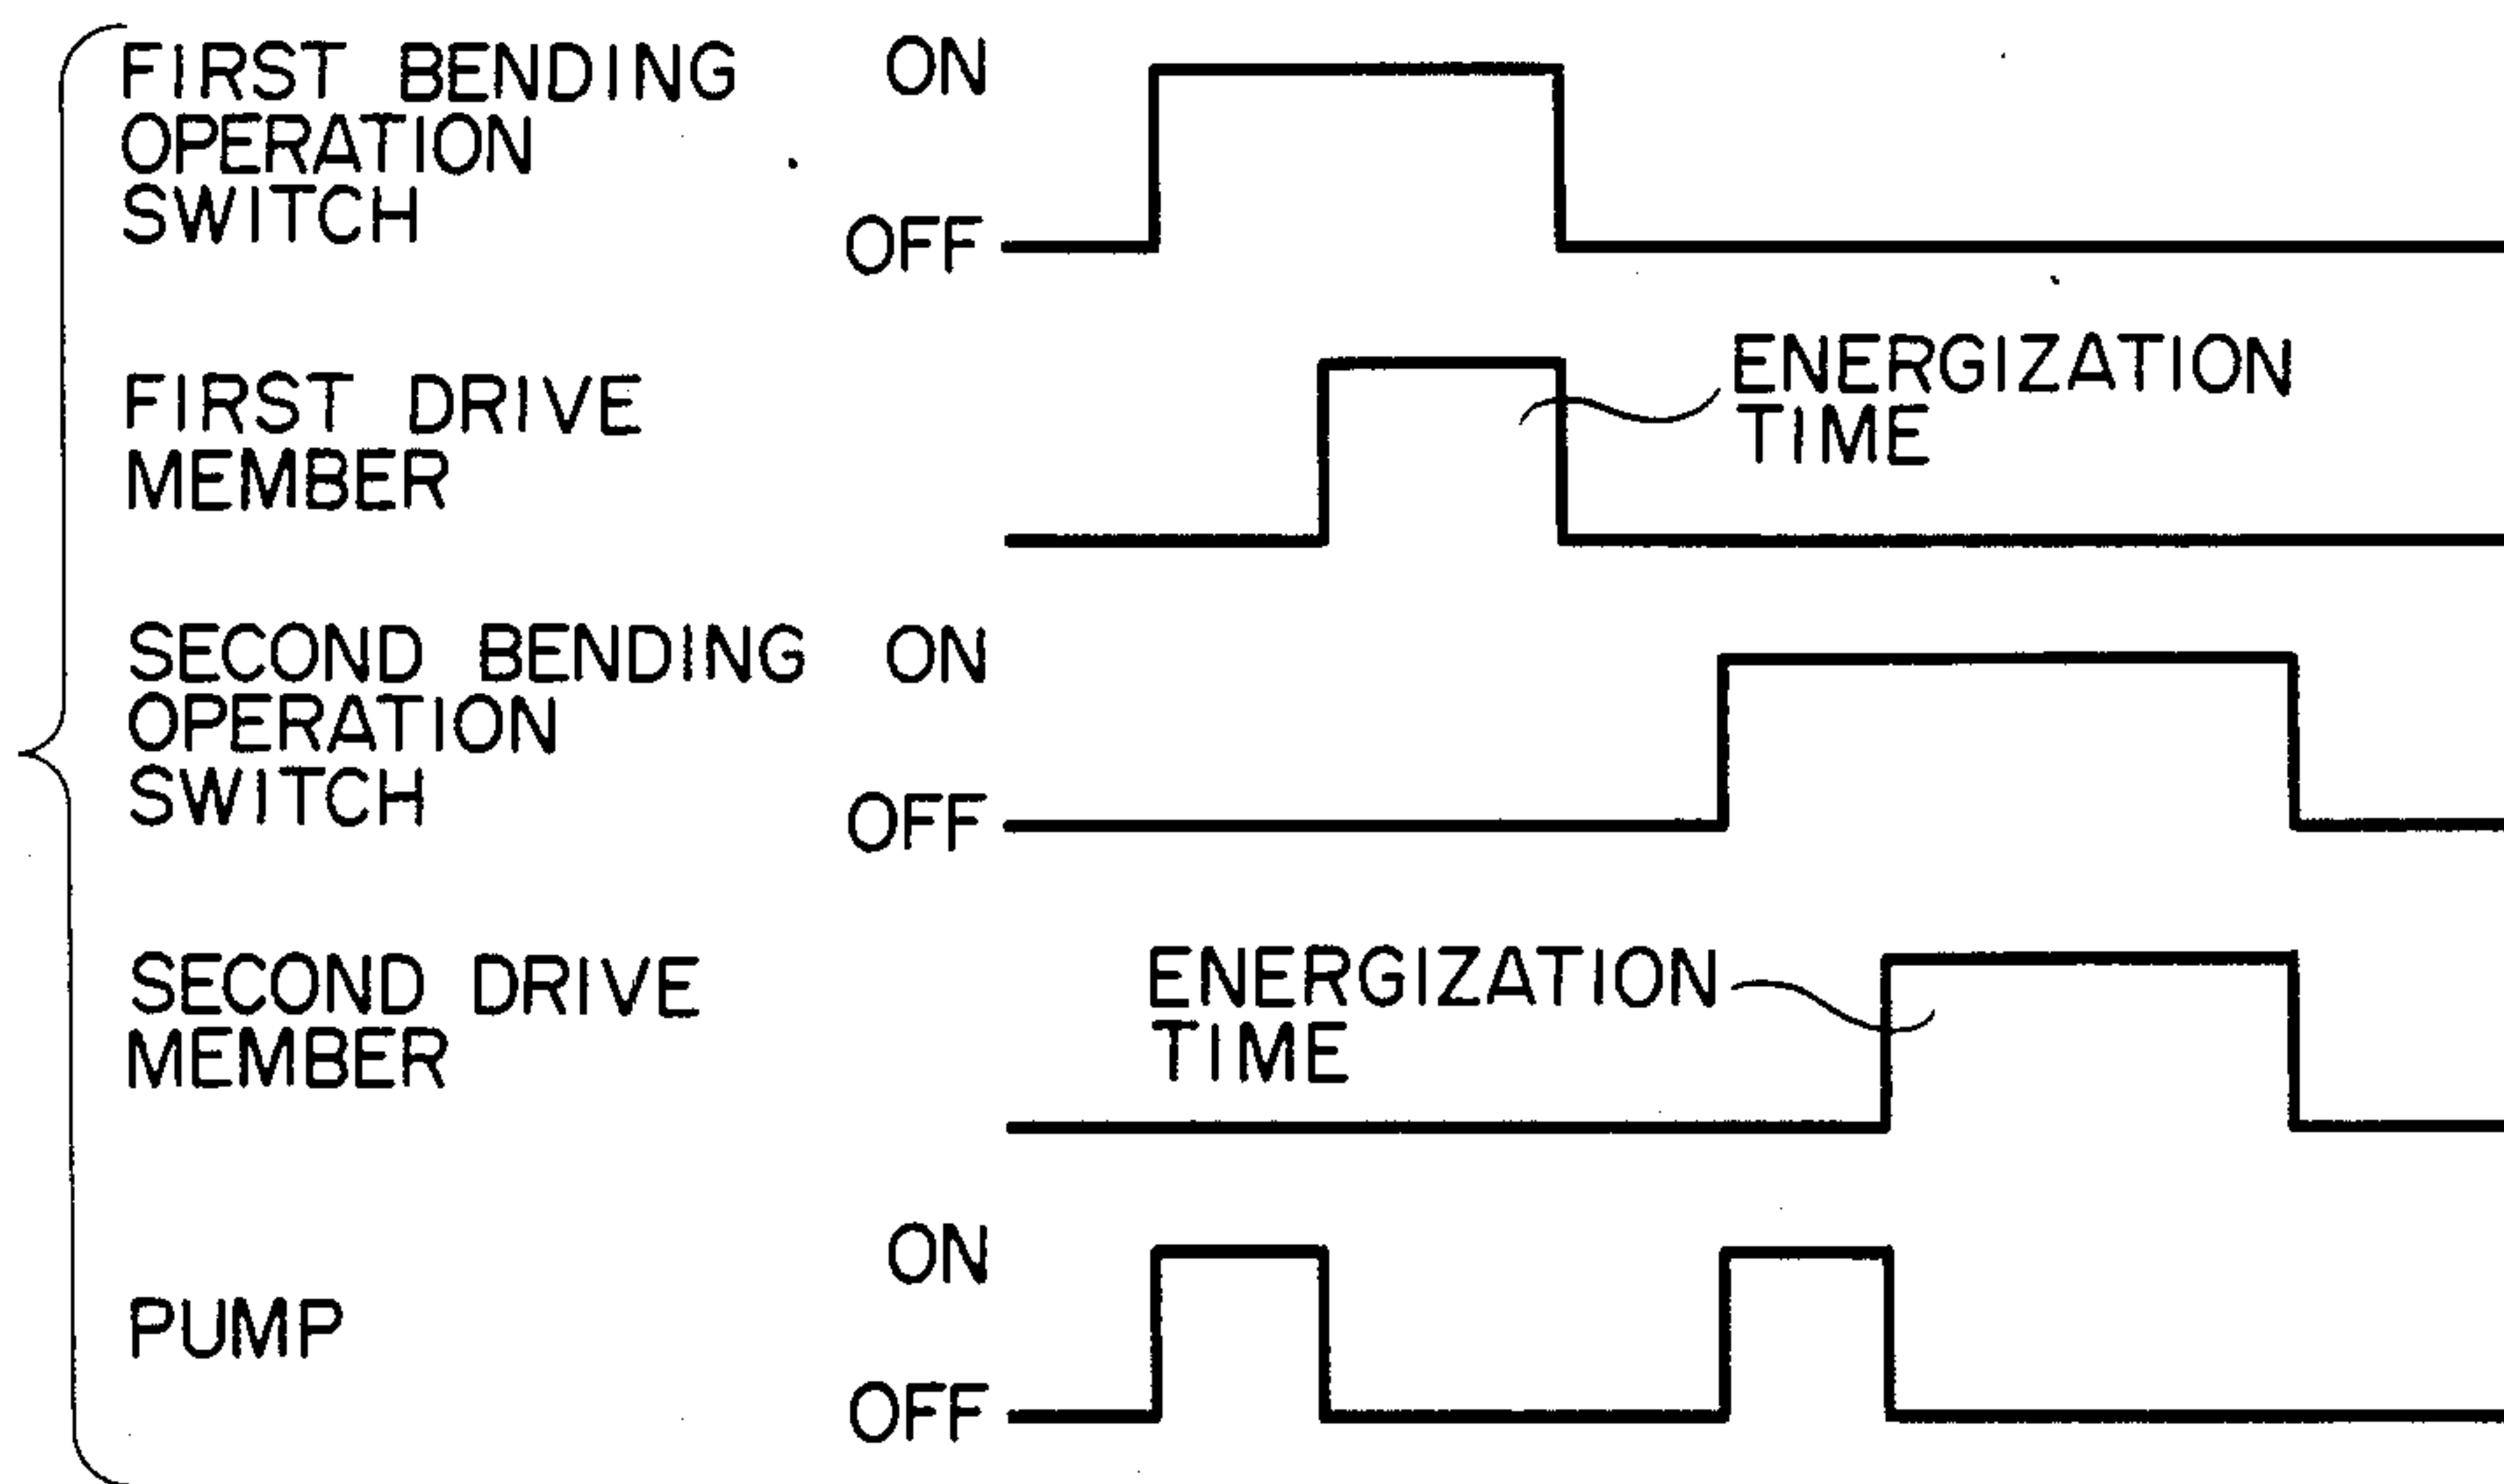 FIRST BENDING
OPERATION
SWITCH
ON
OFF
FIRST DRIVE
MEMBER
ENERGIZATION
TIME
SECOND BENDING
OPERATION
SWITCH
ON
OFF
SECOND DRIVE
MEMBER
ENERGIZATION
TIME
PUMP
ON
OFF